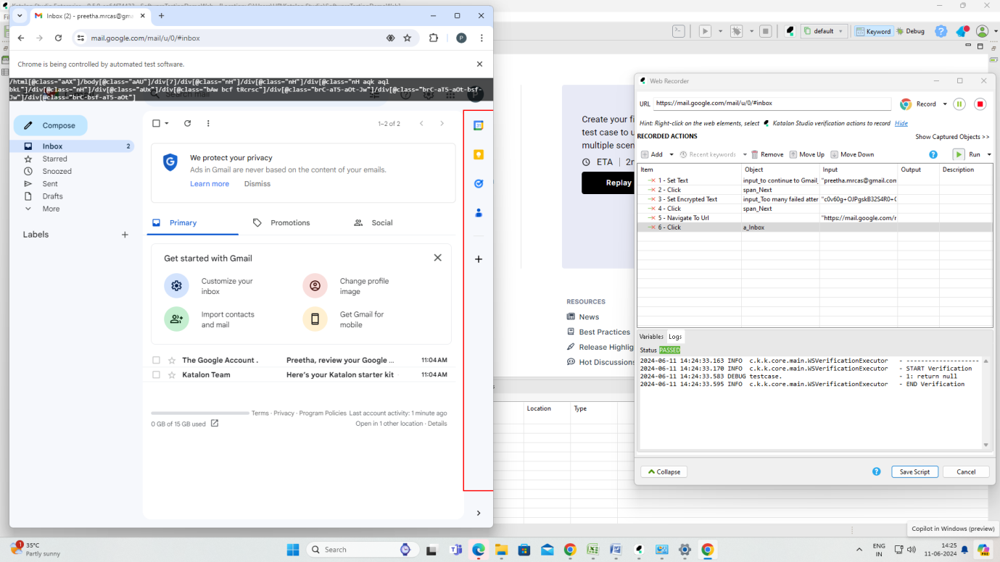 Inbox (2) - preetha.mrcas@gma
mail.google.com/mail/u/0/#inbox
P
Chrome is being controlled by automated test software.
/html[@class="aAX"]/body[@class="aAU"]/div[7]/div[@class="nH"]/div[@class="nH"]/div[@class="nH aqk aql
bkL"]/div[@class="nH"]/div[@class="aUx"]/div[@class="bAw bcf tRcrsc"]/div[@class="brC-aT5-aOt-Jw"]/div[@class="brC-aT5-aOt-bsf-
Jw"]/div[@class="brC-bsf-aT5-aOt"]
Search mail
Compose
Inbox 2
Starred
Snoozed
Sent
Drafts
More
Labels
1–2 of 2
We protect your privacy
Ads in Gmail are never based on the content of your emails.
Learn more Dismiss
Primary Promotions Social
Get started with Gmail
Customize your inbox
Change profile image
Import contacts and mail
Get Gmail for mobile
The Google Account . Preetha, review your Google ... 11:04 AM
Katalon Team Here's your Katalon starter kit 11:04 AM
Terms · Privacy · Program Policies Last account activity: 1 minute ago
0 GB of 15 GB used Open in 1 other location · Details
default Keyword Debug
Create your
test case to
multiple
ETA
Replay
RESOURCES
News
Best Practices
Release
Hot Discussions
Location Type
Web Recorder
URL https://mail.google.com/mail/u/0/#inbox Record
Hint: Right-click on the web elements, select Katalon Studio verification actions to record Hide
RECORDED ACTIONS
Show Captured Objects >>
Add Recent keywords Remove Move Up Move Down Run
Item Object Input Output Description
1 - Set Text input_to continue to Gmail_ "preetha.mrcas@gmail.com
2 - Click span_Next
3 - Set Encrypted Text input_Too many failed atter "c0v60g+OJPgskB32S4R0+
4 - Click span_Next
5 - Navigate To Url "https://mail.google.com/
6 - Click a_Inbox
Variables Logs
Status PASSED
2024-06-11 14:24:33.163 INFO c.k.k.core.main.WSVerificationExecutor - --------------------
2024-06-11 14:24:33.170 INFO c.k.k.core.main.WSVerificationExecutor - START Verification
2024-06-11 14:24:33.583 DEBUG testcase. - 1: return null
2024-06-11 14:24:33.595 INFO c.k.k.core.main.WSVerificationExecutor - END Verification
Collapse Save Script Cancel
Copilot in Windows (preview)
1
35°C
Partly sunny
Search
ENG
IN
14:25
11-06-2024